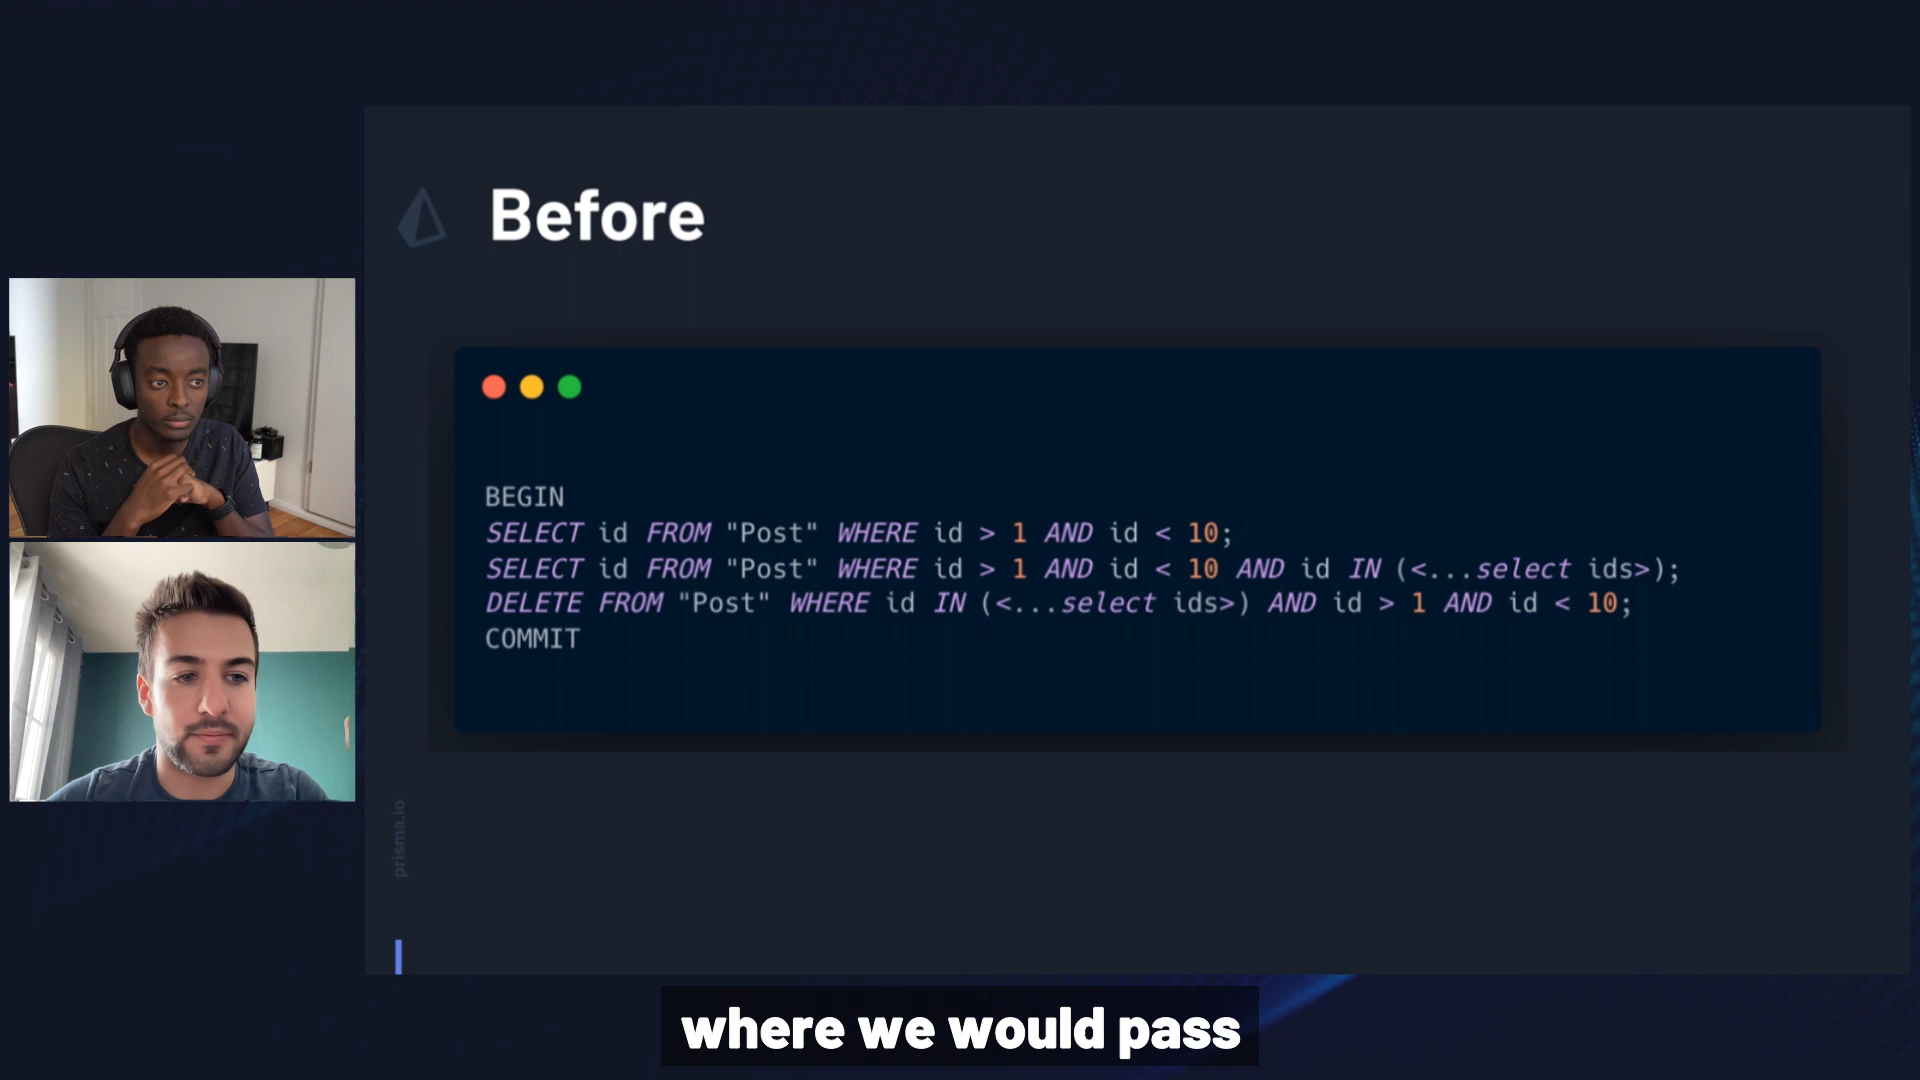 Before
BEGIN
SELECT id FROM "Post" WHERE id > 1 AND id < 10;
SELECT id FROM "Post" WHERE id > 1 AND id < 10 AND id IN (<...select ids>);
DELETE FROM "Post" WHERE id IN (<...select ids>) AND id > 1 AND id < 10;
COMMIT
prisma.io
where we would pass